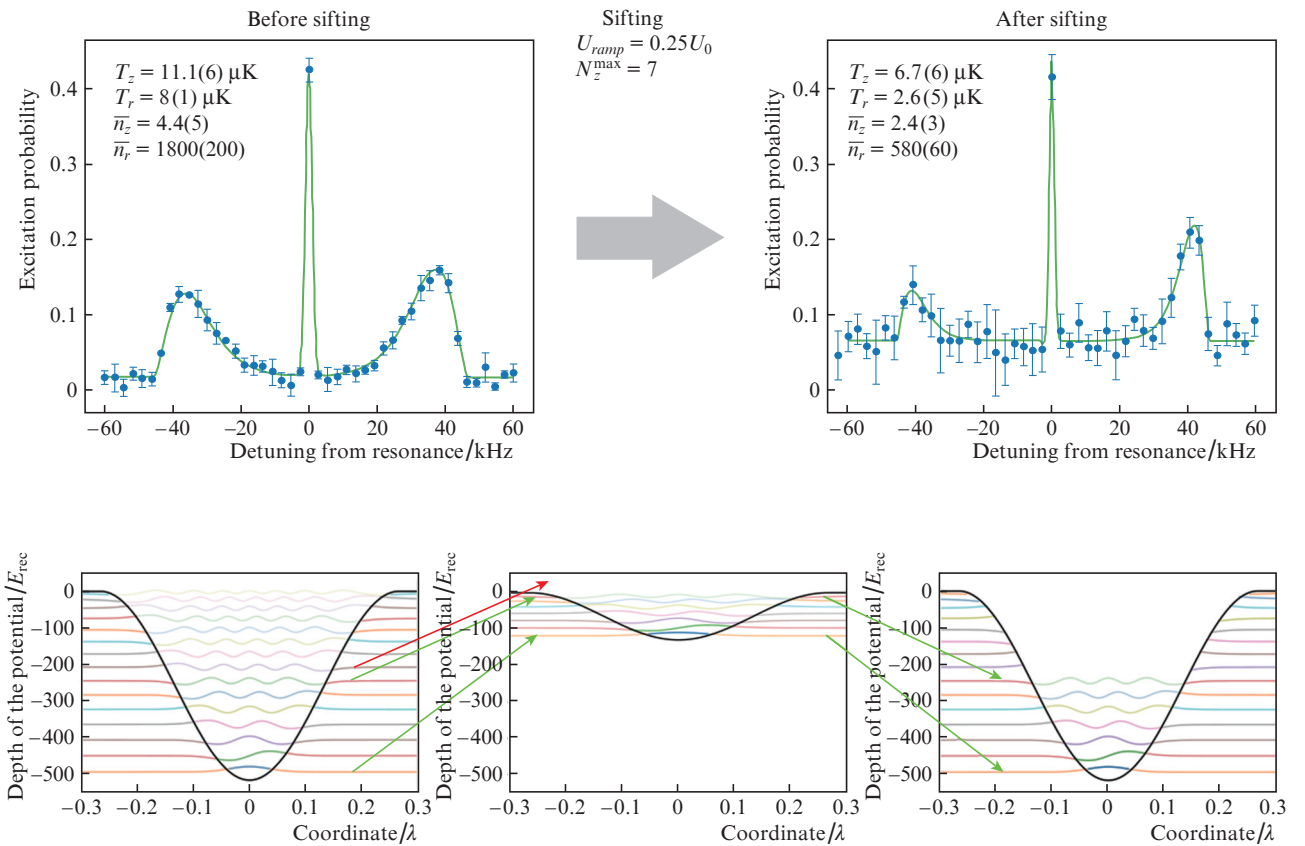 Before sifting
Sifting
After sifting
U_ramp = 0.25U_0
N_z^max = 7
Excitation probability
T_z = 11.1(6) μK
T_r = 8(1) μK
n̅_z = 4.4(5)
n̅_r = 1800(200)
0.4
0.3
0.2
0.1
0
−60 −40 −20 0 20 40 60
Detuning from resonance/kHz
Excitation probability
T_z = 6.7(6) μK
T_r = 2.6(5) μK
n̅_z = 2.4(3)
n̅_r = 580(60)
0.4
0.3
0.2
0.1
0
−60 −40 −20 0 20 40 60
Detuning from resonance/kHz
Depth of the potential/E_rec
0
−100
−200
−300
−400
−500
−0.3 −0.2 −0.1 0 0.1 0.2 0.3
Coordinate/λ
Depth of the potential/E_rec
0
−100
−200
−300
−400
−500
−0.3 −0.2 −0.1 0 0.1 0.2 0.3
Coordinate/λ
Depth of the potential/E_rec
0
−100
−200
−300
−400
−500
−0.3 −0.2 −0.1 0 0.1 0.2 0.3
Coordinate/λ